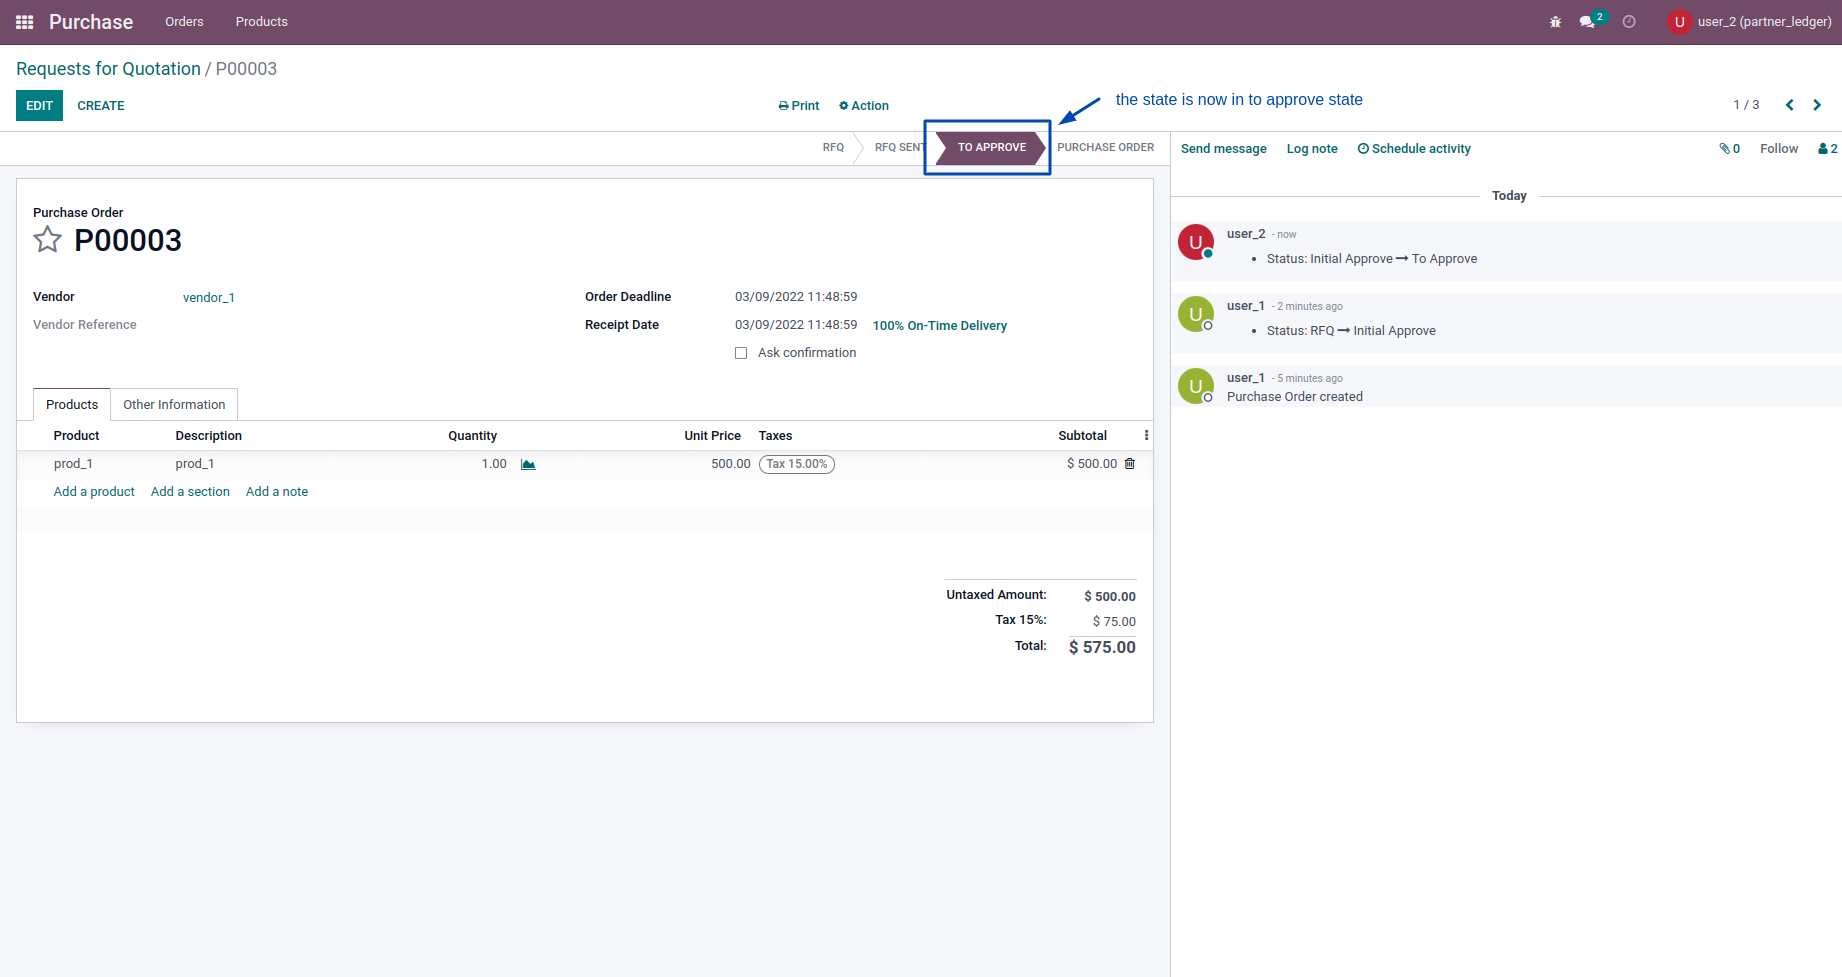 Purchase Orders Products 2 U user_2 (partner_ledger)
Requests for Quotation / P00003
EDIT CREATE Print Action the state is now in to approve state 1 / 3
RFQ RFQ SENT TO APPROVE PURCHASE ORDER
Send message Log note Schedule activity 0 Follow 2
Purchase Order
P00003
Vendor vendor_1
Vendor Reference
Order Deadline 03/09/2022 11:48:59
Receipt Date 03/09/2022 11:48:59 100% On-Time Delivery
Ask confirmation
Products Other Information
Product Description Quantity Unit Price Taxes Subtotal
prod_1 prod_1 1.00 500.00 Tax 15.00% $ 500.00
Add a product Add a section Add a note
Untaxed Amount: $ 500.00
Tax 15%: $ 75.00
Total: $ 575.00
Today
U user_2 - now
• Status: Initial Approve → To Approve
U user_1 - 2 minutes ago
• Status: RFQ → Initial Approve
U user_1 - 5 minutes ago
Purchase Order created